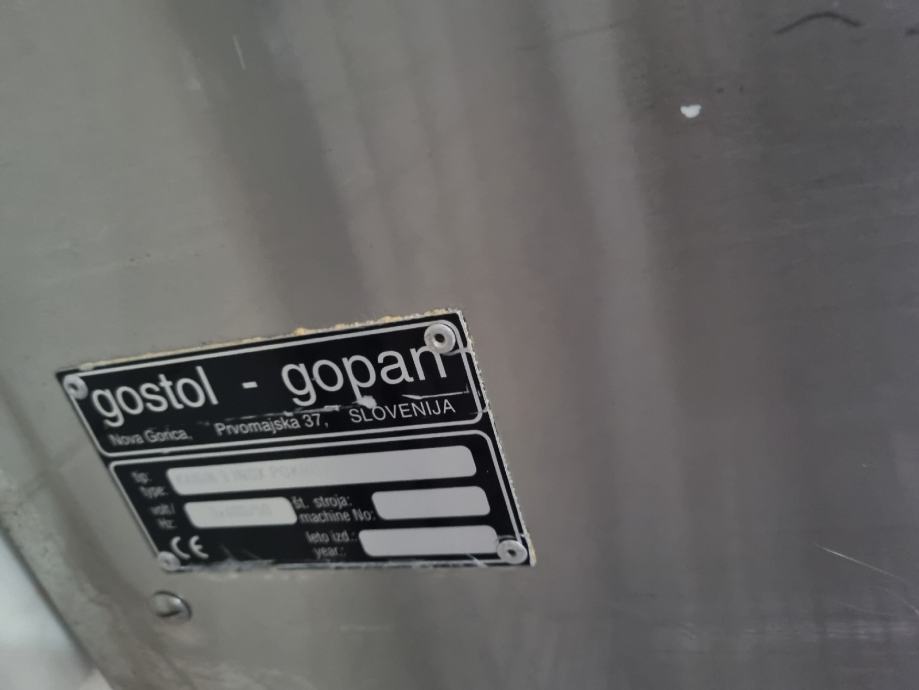 gostol - gopan
Nova Gorica, Prvomajska 37, SLOVENIJA
tip:
type:
volt/
Hz:
št. stroja:
machine No:
leto izd.:
year.:
CE